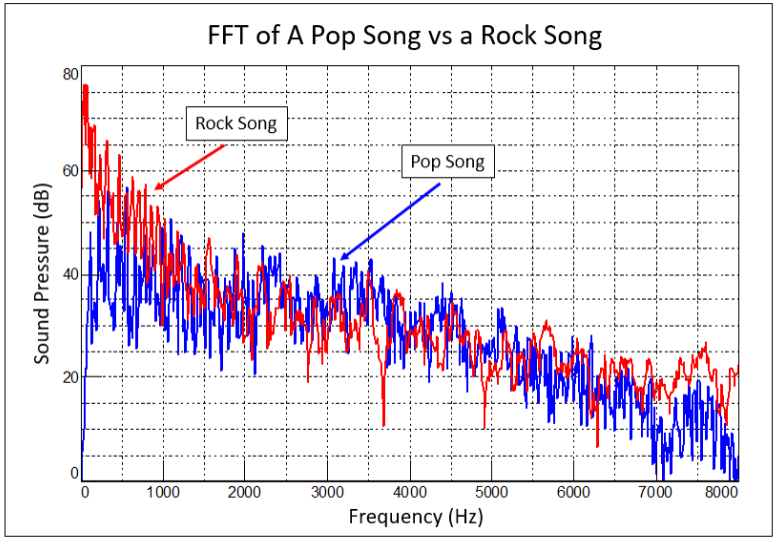 FFT of A Pop Song vs a Rock Song
80
Rock Song
Pop Song
60
40
20
0
Sound Pressure (dB)
0 1000 2000 3000 4000 5000 6000 7000 8000
Frequency (Hz)